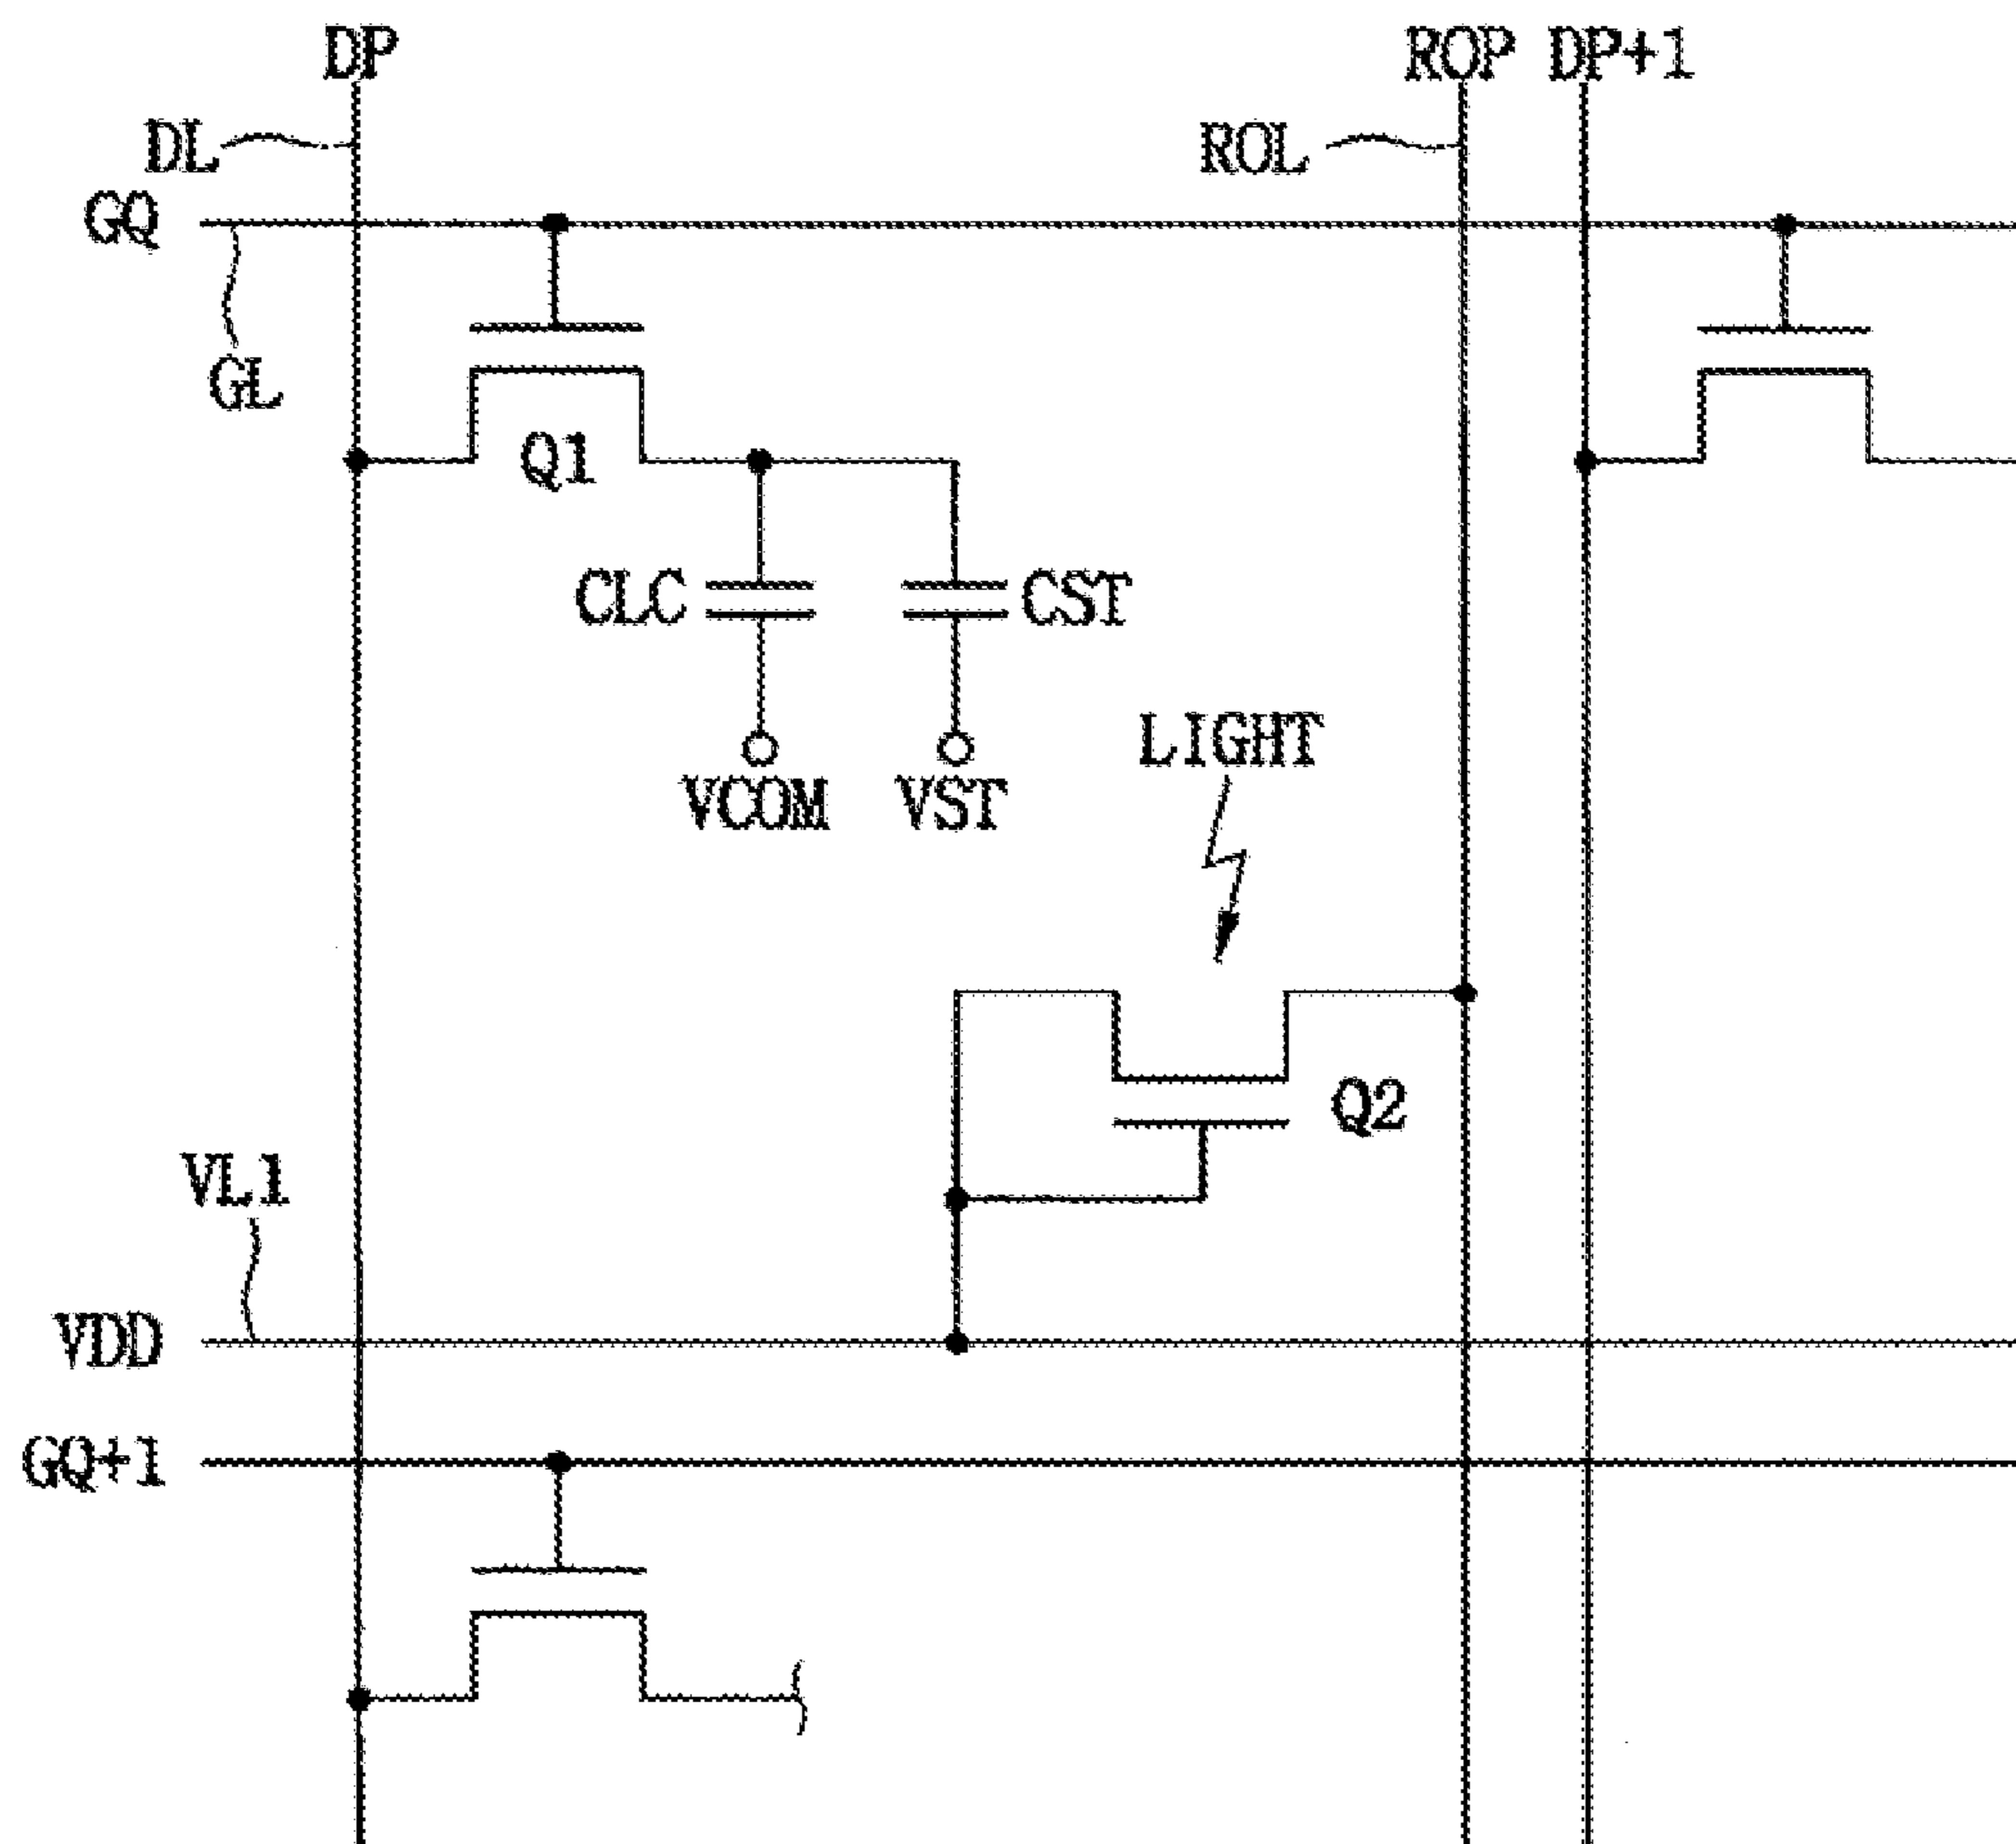 DP
ROP DP+1
DL
ROL
GQ
GL
Q1
CLC
CST
LIGHT
VCOM
VST
Q2
VL1
VDD
GQ+1